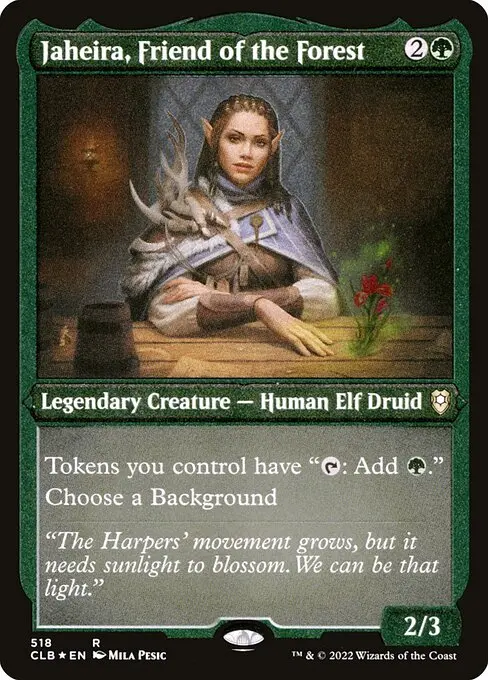 Jaheira, Friend of the Forest 2
Legendary Creature — Human Elf Druid
Tokens you control have “: Add .”
Choose a Background
“The Harpers’ movement grows, but it
needs sunlight to blossom. We can be that
light.”
2/3
518 R
CLB ★ EN Mila Pesic
™ & © 2022 Wizards of the Coast